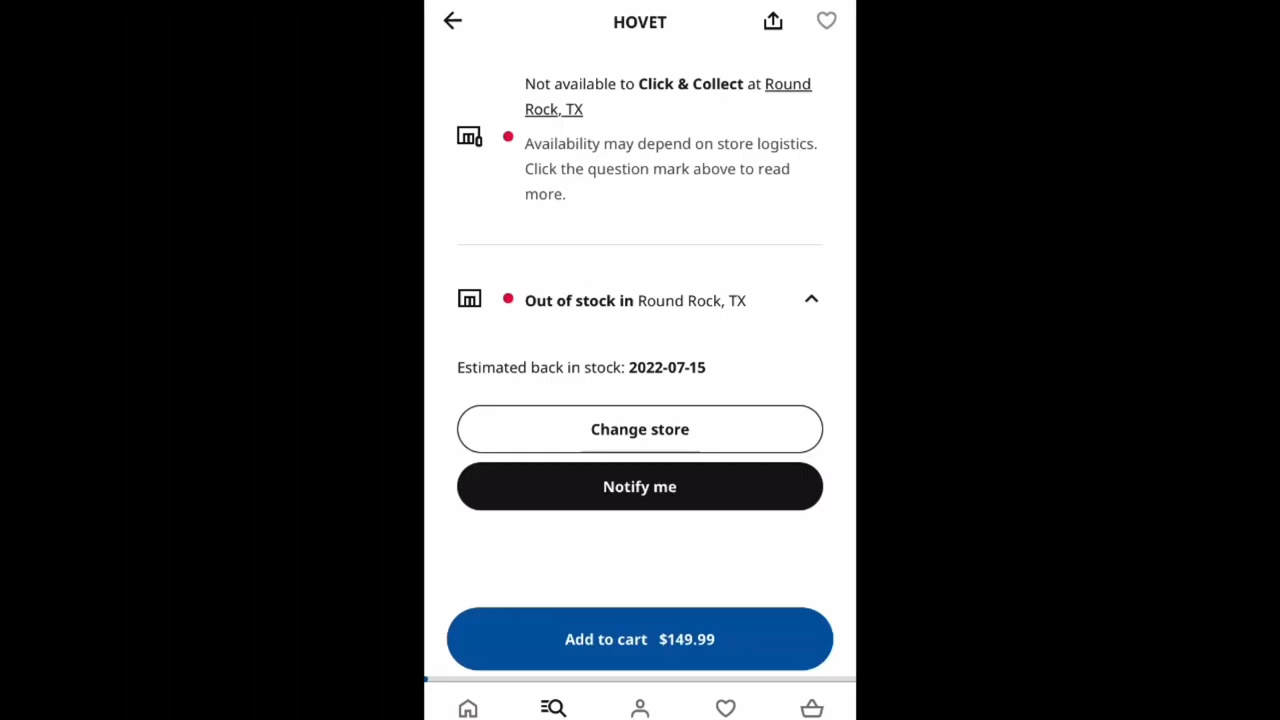 HOVET
Not available to Click & Collect at Round
Rock, TX
Availability may depend on store logistics.
Click the question mark above to read
more.
Out of stock in Round Rock, TX
Estimated back in stock: 2022-07-15
Change store
Notify me
Add to cart $149.99